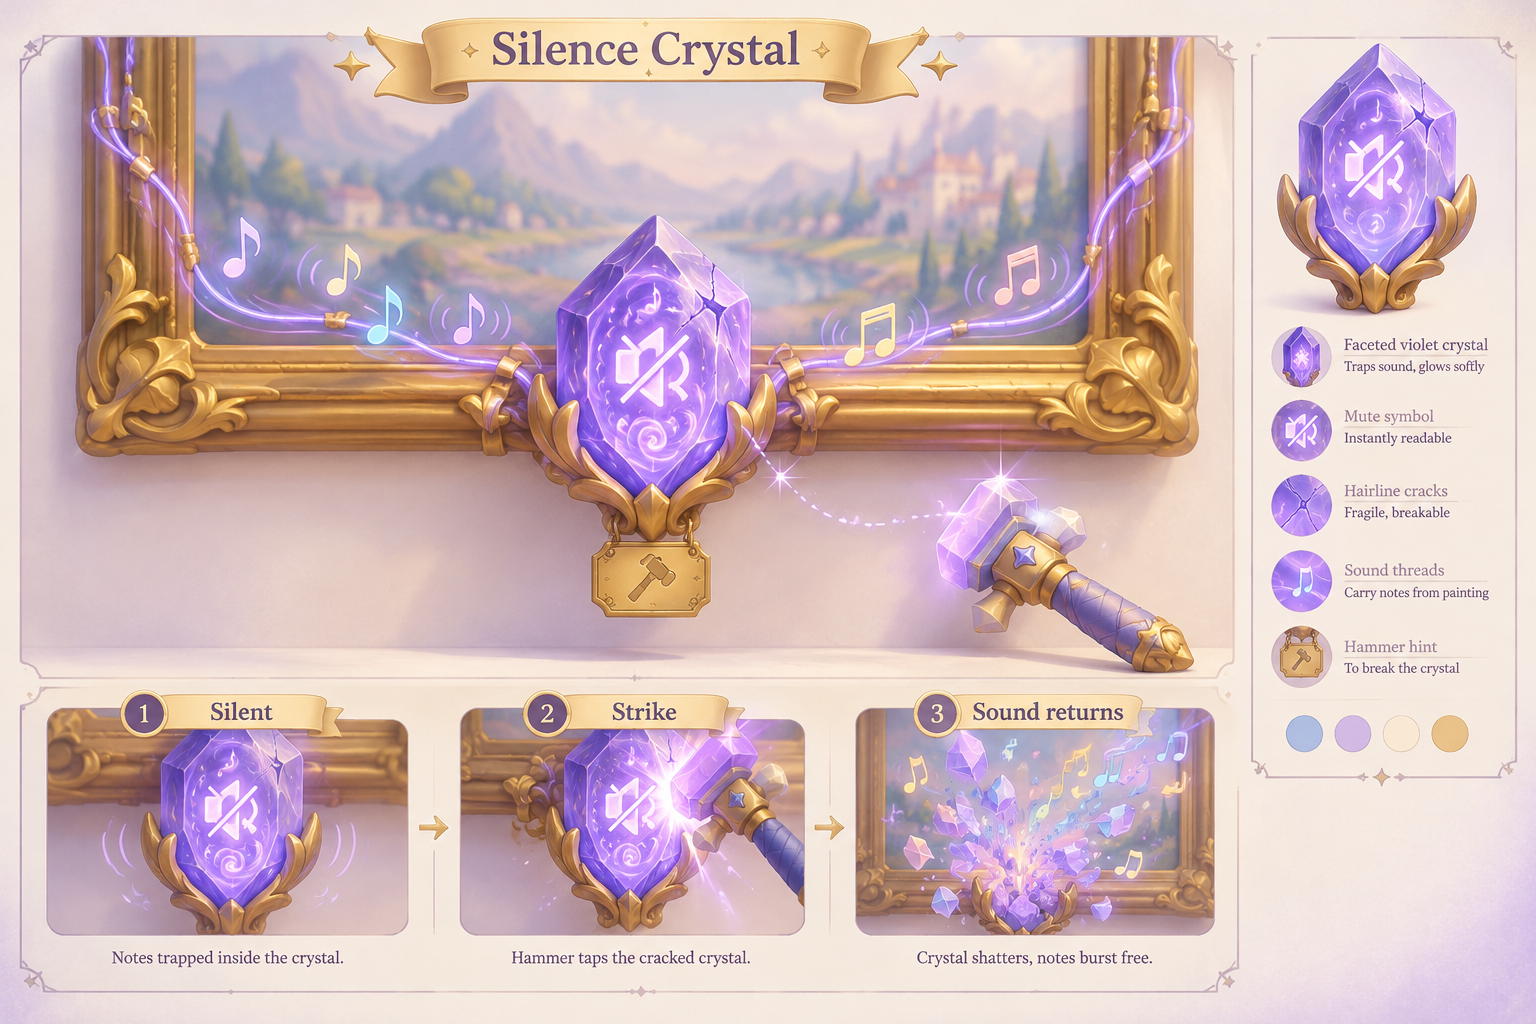 Silence Crystal
Faceted violet crystal
Traps sound, glows softly
Mute symbol
Instantly readable
Hairline cracks
Fragile, breakable
Sound threads
Carry notes from painting
Hammer hint
To break the crystal
1 Silent
Notes trapped inside the crystal.
2 Strike
Hammer taps the cracked crystal.
3 Sound returns
Crystal shatters, notes burst free.